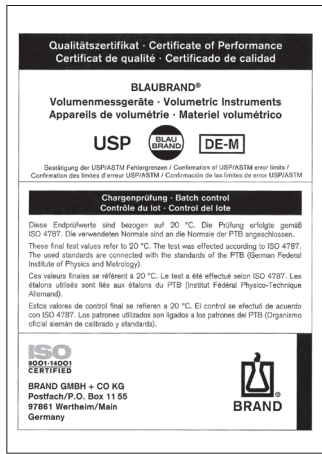 Qualitätszertifikat · Certificate of Performance
Certificat de qualité · Certificado de calidad
BLAUBRAND®
Volumenmessgeräte · Volumetric Instruments
Appareils de volumétrie · Materiel volumétrico
USP
BLAU
BRAND
DE-M
Bestätigung der USP/ASTM Fehlergrenzen / Confirmation of USP/ASTM error limits /
Confirmation des limites d'erreur USP/ASTM / Confirmación de las limites de error USP/ASTM
Chargenprüfung · Batch control
Contrôle du lot · Control del lote
Diese Endprüfwerte sind bezogen auf 20 °C. Die Prüfung erfolgte gemäß
ISO 4787. Die verwendeten Normale sind an die Normale der PTB angeschlossen.
These final test values refer to 20 °C. The test was effected according to ISO 4787.
The used standards are connected with the standards of the PTB (German Federal
Institute of Physics and Metrology).
Ces valeurs finales se réfèrent à 20 °C. Le test a été effectué selon ISO 4787. Les
étalons utilisés sont liés aux étalons du PTB (Institut Fédéral Physico-Technique
Allemand).
Estos valores de control final se refieren a 20 °C. El control se efectuó de acuerdo
con ISO 4787. Los patrones utilizados son ligados a los patrones del PTB (Organismo
oficial alemán de calibrado y standards).
ISO
9001·14001
CERTIFIED
BRAND GMBH + CO KG
Postfach/P.O. Box 11 55
97861 Wertheim/Main
Germany
BRAND